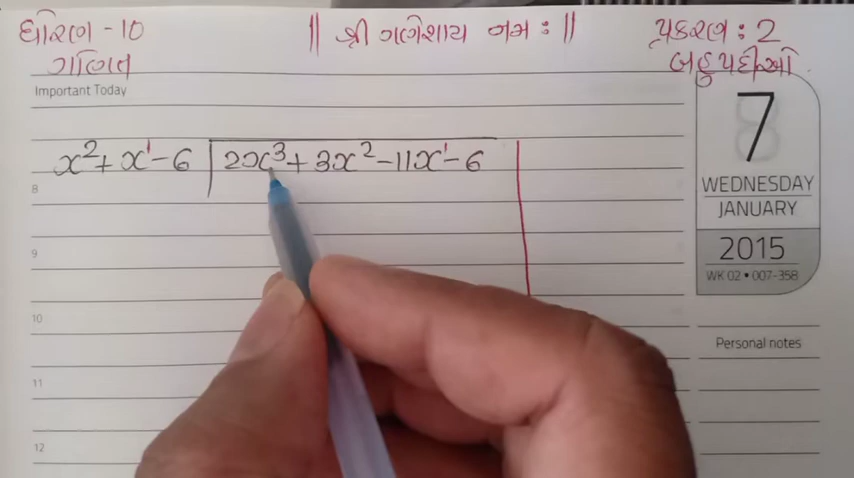 ધોરણ - 10
ગણિત
|| શ્રી ગણેશાય નમઃ ||
પ્રકરણ : 2
બહુપદીઓ
Important Today
x² + x¹ - 6 | 2x³ + 3x² - 11x¹ - 6
8
9
10
11
12
7
WEDNESDAY
JANUARY
2015
WK 02 • 007-358
Personal notes